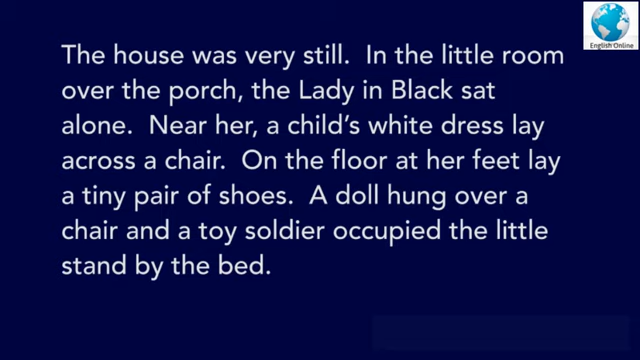 English Online
The house was very still. In the little room
over the porch, the Lady in Black sat
alone. Near her, a child's white dress lay
across a chair. On the floor at her feet lay
a tiny pair of shoes. A doll hung over a
chair and a toy soldier occupied the little
stand by the bed.